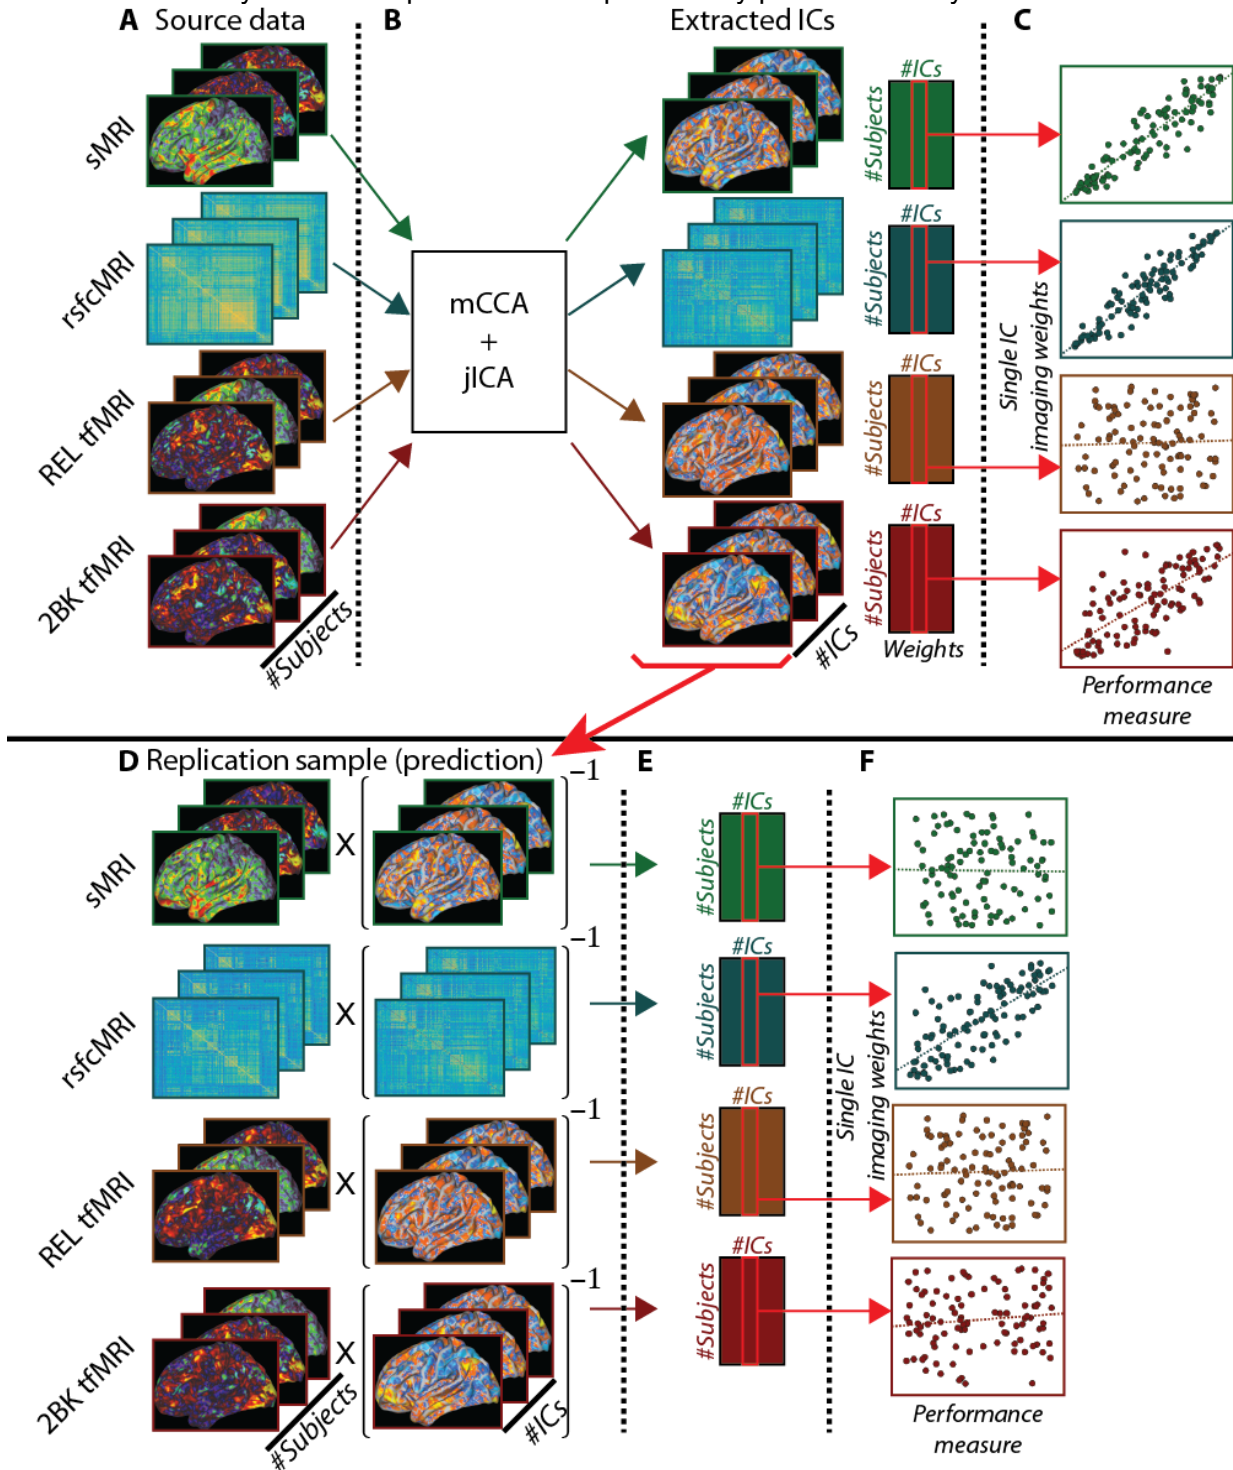 A Source data
B Extracted ICs
C
sMRI
rsfcMRI
REL tfMRI
2BK tfMRI
#Subjects
mCCA
+
jICA
#ICs
#ICs
#Subjects
#ICs
#Subjects
#ICs
#Subjects
#ICs
#Subjects
Weights
Single IC
imaging weights
Performance
measure
D Replication sample (prediction)
E
F
sMRI
X
-1
rsfcMRI
X
-1
REL tfMRI
X
-1
2BK tfMRI
X
-1
#Subjects
#ICs
#ICs
#Subjects
#ICs
#Subjects
#ICs
#Subjects
#ICs
#Subjects
Single IC
imaging weights
Performance
measure